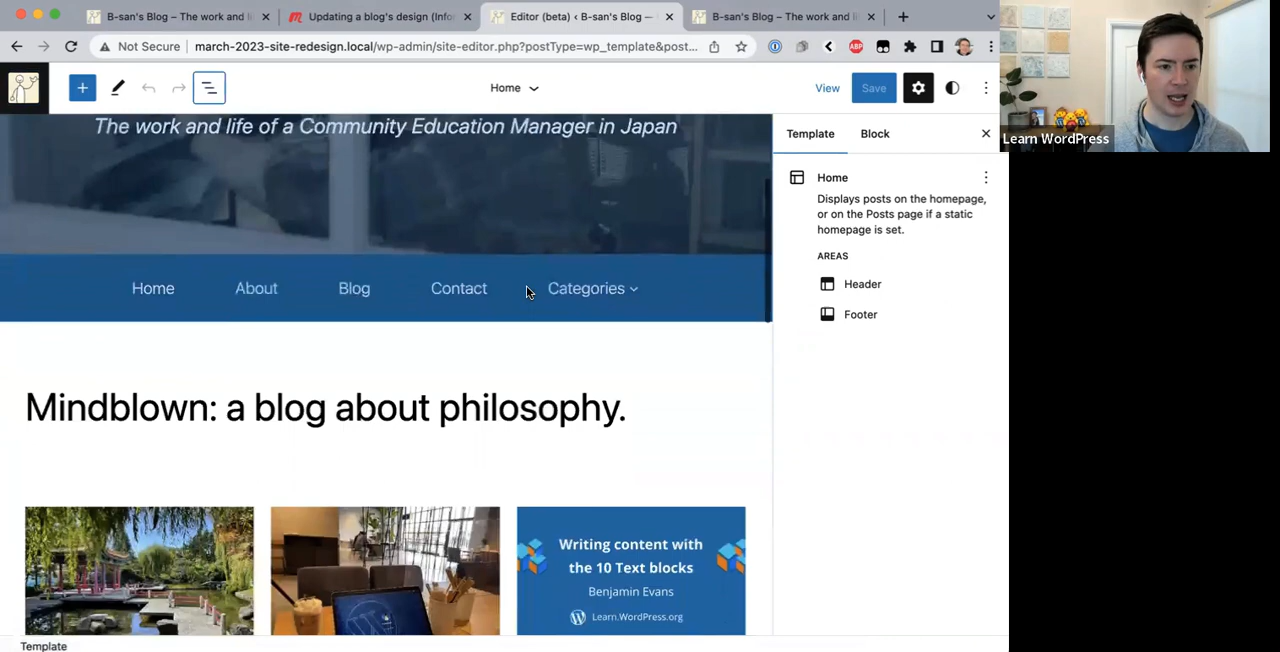 B-san's Blog – The work and li
Updating a blog's design (Infor
Editor (beta) ‹ B-san's Blog —
B-san's Blog – The work and li
Not Secure
march-2023-site-redesign.local/wp-admin/site-editor.php?postType=wp_template&post...
ABP
Home
View
Save
The work and life of a Community Education Manager in Japan
Home
About
Blog
Contact
Categories
Mindblown: a blog about philosophy.
Writing content with
the 10 Text blocks
Benjamin Evans
Learn.WordPress.org
Template
Template
Block
Home
Displays posts on the homepage,
or on the Posts page if a static
homepage is set.
AREAS
Header
Footer
Learn WordPress